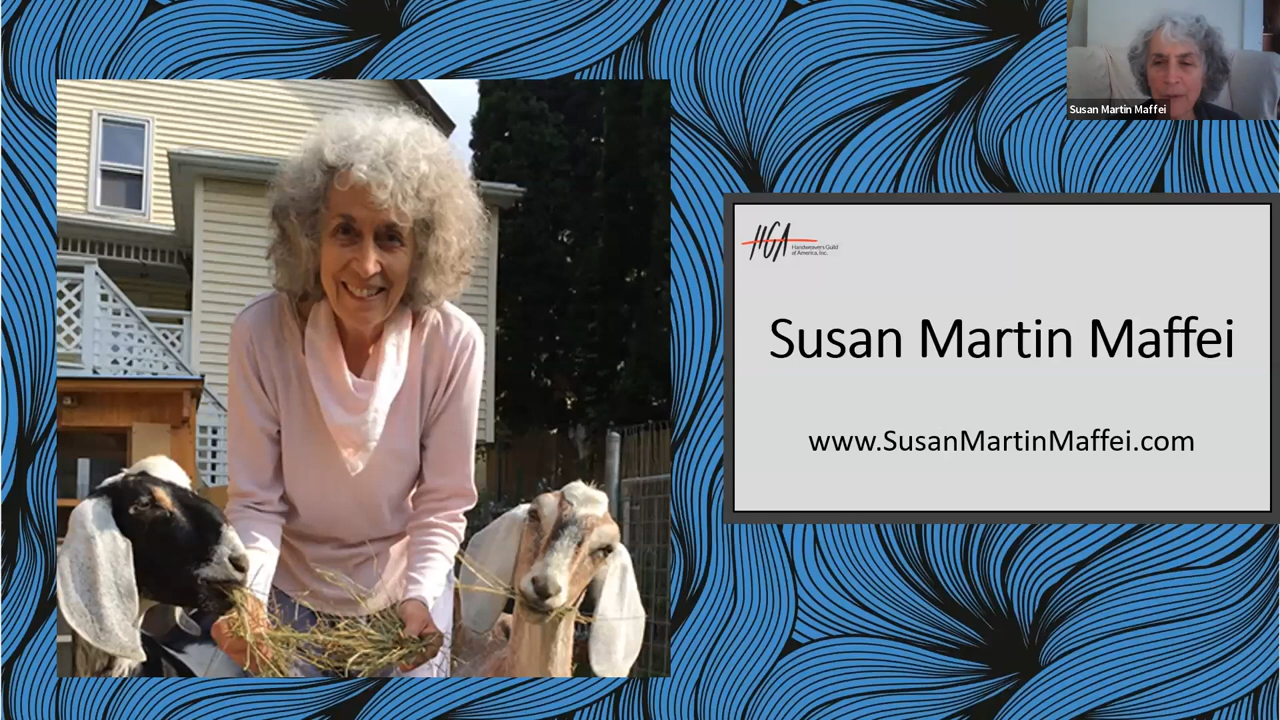 Susan Martin Maffei
HGA
Handweavers Guild
of America, Inc.
Susan Martin Maffei
www.SusanMartinMaffei.com